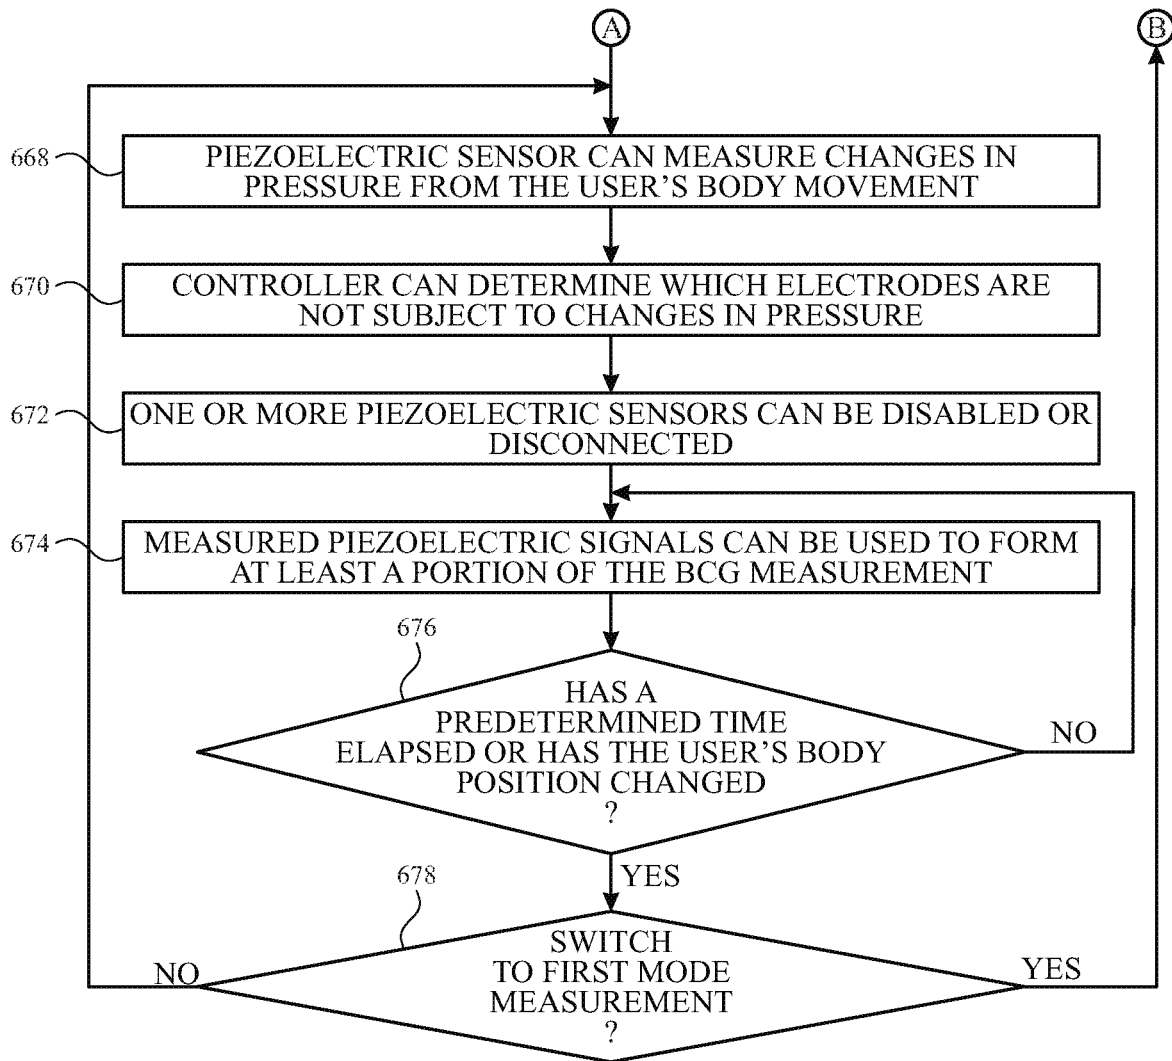 A
B
668
PIEZOELECTRIC SENSOR CAN MEASURE CHANGES IN
PRESSURE FROM THE USER'S BODY MOVEMENT
670
CONTROLLER CAN DETERMINE WHICH ELECTRODES ARE
NOT SUBJECT TO CHANGES IN PRESSURE
672
ONE OR MORE PIEZOELECTRIC SENSORS CAN BE DISABLED OR
DISCONNECTED
674
MEASURED PIEZOELECTRIC SIGNALS CAN BE USED TO FORM
AT LEAST A PORTION OF THE BCG MEASUREMENT
676
HAS A
PREDETERMINED TIME
ELAPSED OR HAS THE USER'S BODY
POSITION CHANGED
?
NO
YES
678
SWITCH
TO FIRST MODE
MEASUREMENT
?
NO
YES